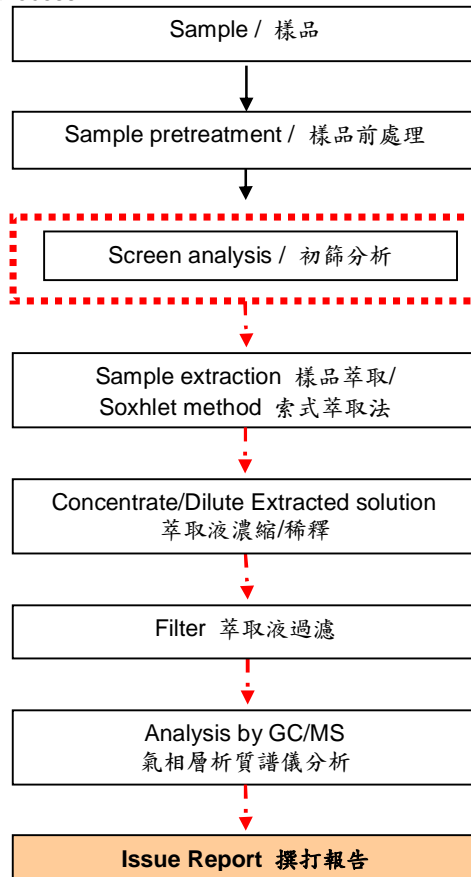 Sample / 樣品
Sample pretreatment / 樣品前處理
Screen analysis / 初篩分析
Sample extraction 樣品萃取/
Soxhlet method 索式萃取法
Concentrate/Dilute Extracted solution
萃取液濃縮/稀釋
Filter 萃取液過濾
Analysis by GC/MS
氣相層析質譜儀分析
Issue Report 撰打報告